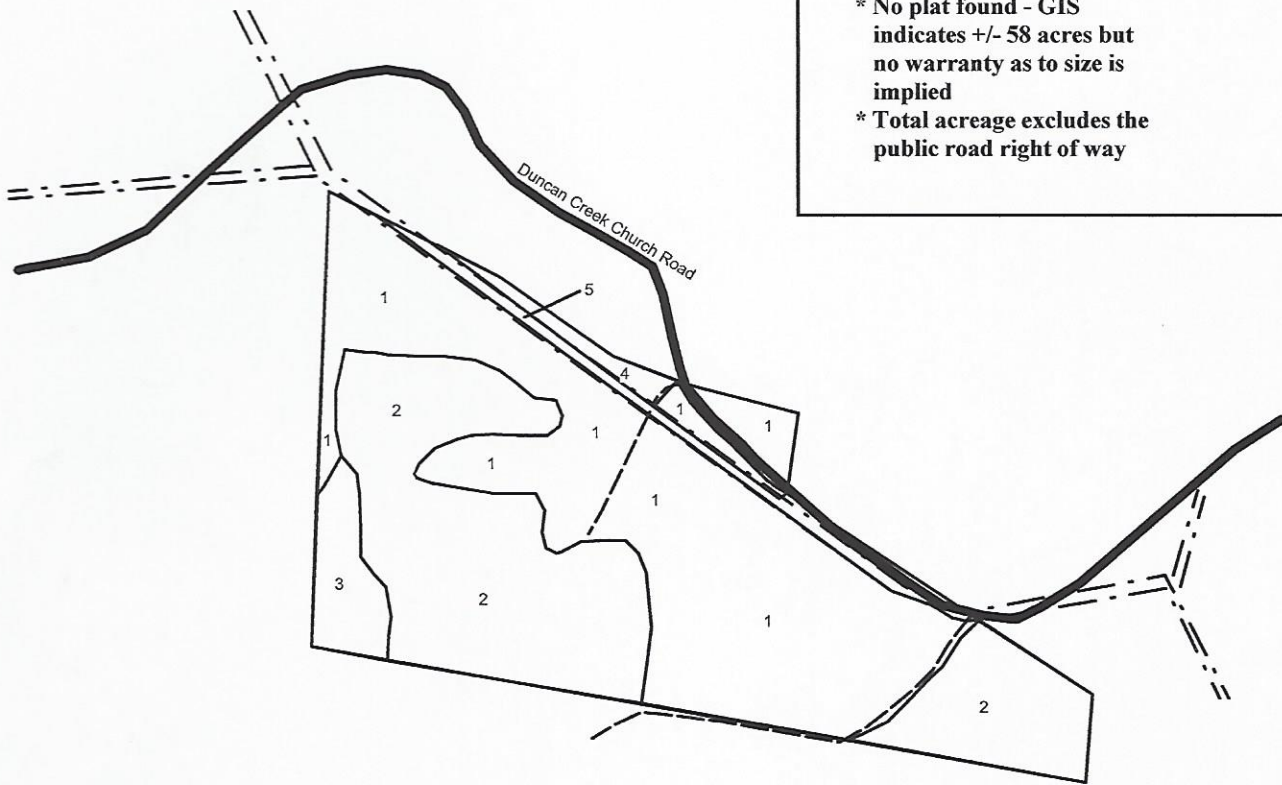 * No plat found - GIS
indicates +/- 58 acres but
no warranty as to size is
implied
* Total acreage excludes the
public road right of way
Duncan Creek Church Road
5
1
4
1
1
2
1
1
1
1
3
2
1
2